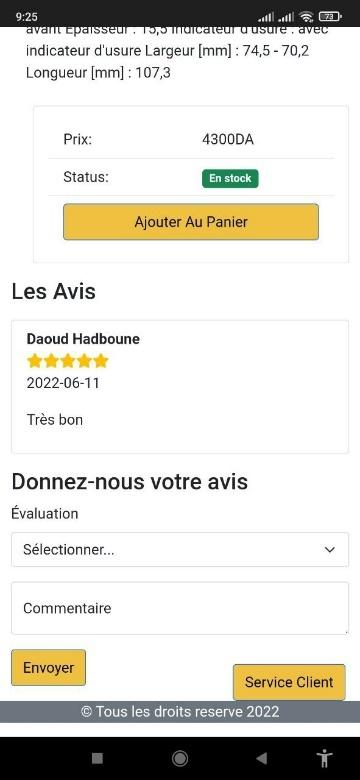 9:25
73
avant Epaisseur : 15,5 Indicateur d'usure : avec
indicateur d'usure Largeur [mm] : 74,5 - 70,2
Longueur [mm] : 107,3
Prix: 4300DA
Status: En stock
Ajouter Au Panier
Les Avis
Daoud Hadboune
2022-06-11
Très bon
Donnez-nous votre avis
Évaluation
Sélectionner...
Commentaire
Envoyer
Service Client
© Tous les droits reserve 2022